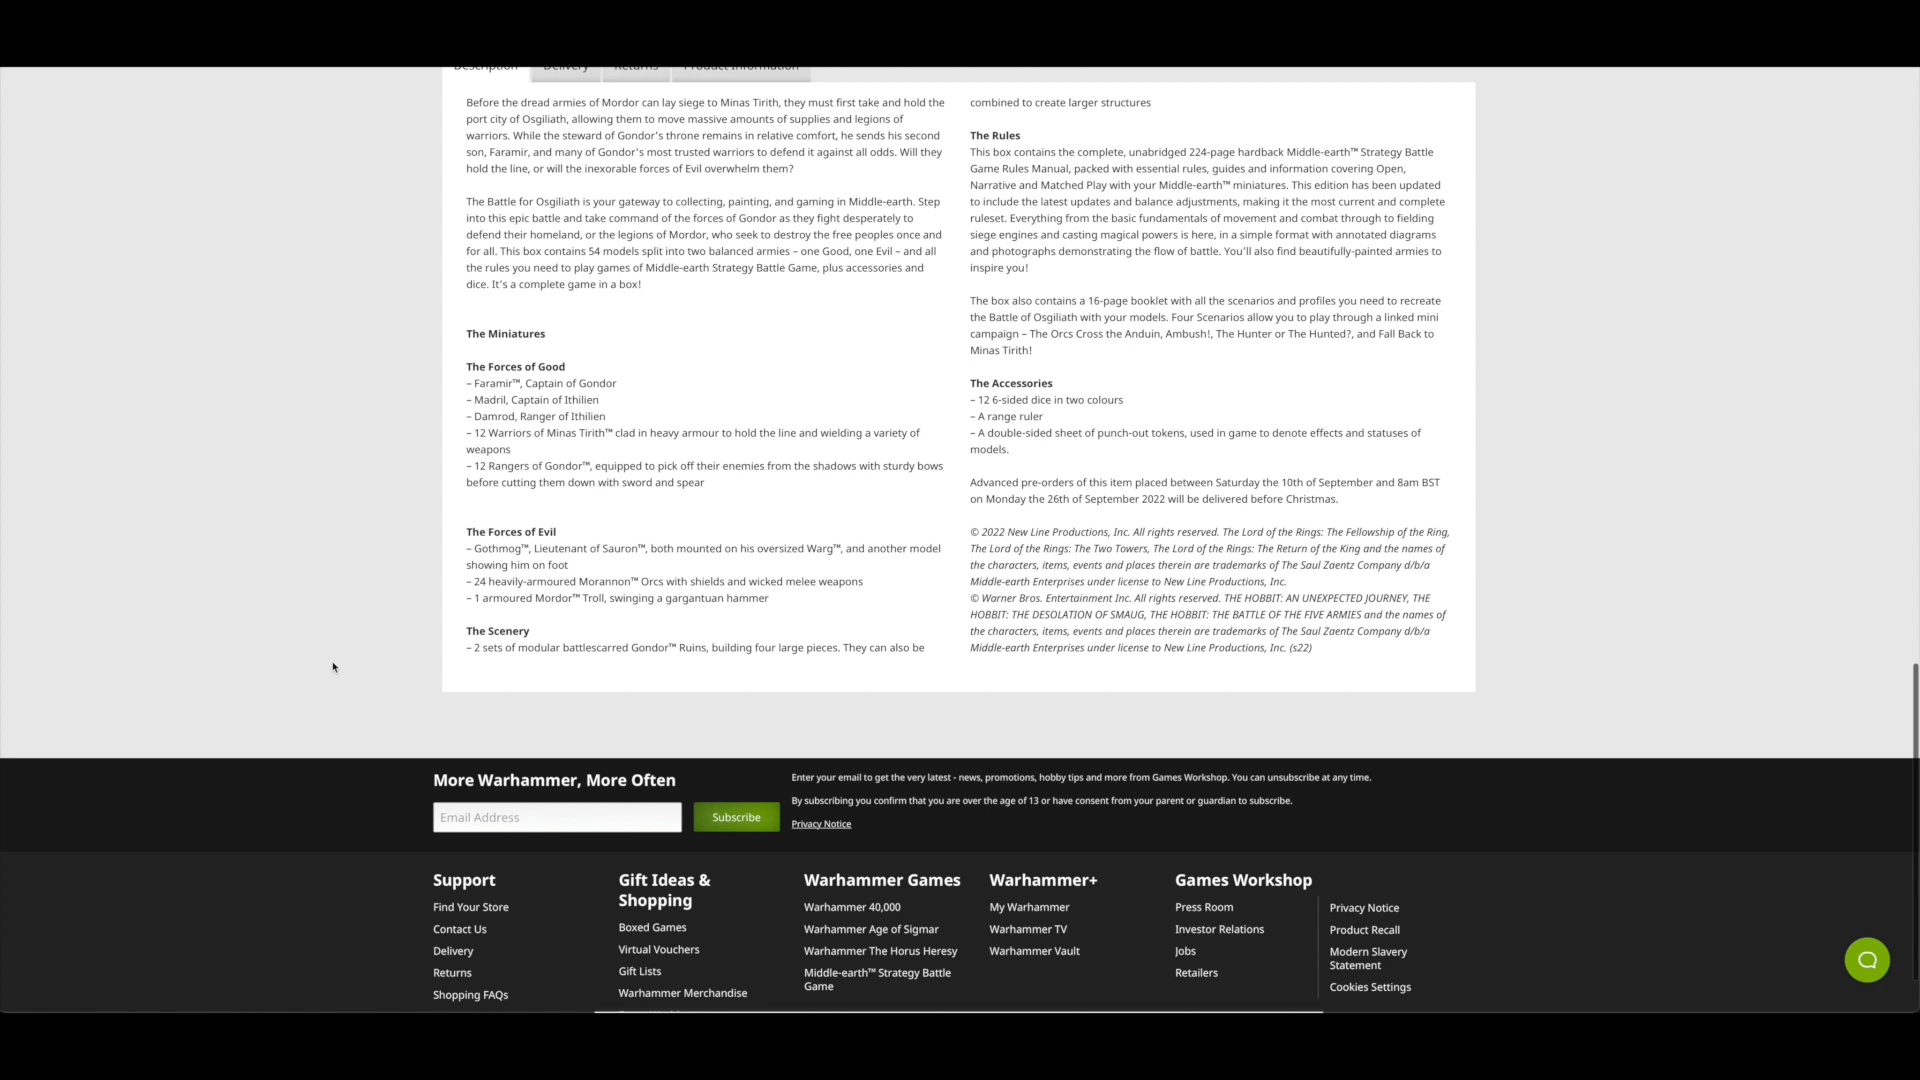 Description
Delivery
Returns
Product Information
Before the dread armies of Mordor can lay siege to Minas Tirith, they must first take and hold the
port city of Osgiliath, allowing them to move massive amounts of supplies and legions of
warriors. While the steward of Gondor's throne remains in relative comfort, he sends his second
son, Faramir, and many of Gondor's most trusted warriors to defend it against all odds. Will they
hold the line, or will the inexorable forces of Evil overwhelm them?
The Battle for Osgiliath is your gateway to collecting, painting, and gaming in Middle-earth. Step
into this epic battle and take command of the forces of Gondor as they fight desperately to
defend their homeland, or the legions of Mordor, who seek to destroy the free peoples once and
for all. This box contains 54 models split into two balanced armies – one Good, one Evil – and all
the rules you need to play games of Middle-earth Strategy Battle Game, plus accessories and
dice. It's a complete game in a box!
The Miniatures
The Forces of Good
– Faramir™, Captain of Gondor
– Madril, Captain of Ithilien
– Damrod, Ranger of Ithilien
– 12 Warriors of Minas Tirith™ clad in heavy armour to hold the line and wielding a variety of
weapons
– 12 Rangers of Gondor™, equipped to pick off their enemies from the shadows with sturdy bows
before cutting them down with sword and spear
The Forces of Evil
– Gothmog™, Lieutenant of Sauron™, both mounted on his oversized Warg™, and another model
showing him on foot
– 24 heavily-armoured Morannon™ Orcs with shields and wicked melee weapons
– 1 armoured Mordor™ Troll, swinging a gargantuan hammer
The Scenery
– 2 sets of modular battlescarred Gondor™ Ruins, building four large pieces. They can also be
combined to create larger structures
The Rules
This box contains the complete, unabridged 224-page hardback Middle-earth™ Strategy Battle
Game Rules Manual, packed with essential rules, guides and information covering Open,
Narrative and Matched Play with your Middle-earth™ miniatures. This edition has been updated
to include the latest updates and balance adjustments, making it the most current and complete
ruleset. Everything from the basic fundamentals of movement and combat through to fielding
siege engines and casting magical powers is here, in a simple format with annotated diagrams
and photographs demonstrating the flow of battle. You'll also find beautifully-painted armies to
inspire you!
The box also contains a 16-page booklet with all the scenarios and profiles you need to recreate
the Battle of Osgiliath with your models. Four Scenarios allow you to play through a linked mini
campaign – The Orcs Cross the Anduin, Ambush!, The Hunter or The Hunted?, and Fall Back to
Minas Tirith!
The Accessories
– 12 6-sided dice in two colours
– A range ruler
– A double-sided sheet of punch-out tokens, used in game to denote effects and statuses of
models.
Advanced pre-orders of this item placed between Saturday the 10th of September and 8am BST
on Monday the 26th of September 2022 will be delivered before Christmas.
© 2022 New Line Productions, Inc. All rights reserved. The Lord of the Rings: The Fellowship of the Ring,
The Lord of the Rings: The Two Towers, The Lord of the Rings: The Return of the King and the names of
the characters, items, events and places therein are trademarks of The Saul Zaentz Company d/b/a
Middle-earth Enterprises under license to New Line Productions, Inc.
© Warner Bros. Entertainment Inc. All rights reserved. THE HOBBIT: AN UNEXPECTED JOURNEY, THE
HOBBIT: THE DESOLATION OF SMAUG, THE HOBBIT: THE BATTLE OF THE FIVE ARMIES and the names of
the characters, items, events and places therein are trademarks of The Saul Zaentz Company d/b/a
Middle-earth Enterprises under license to New Line Productions, Inc. (s22)
More Warhammer, More Often
Email Address
Subscribe
Enter your email to get the very latest - news, promotions, hobby tips and more from Games Workshop. You can unsubscribe at any time.
By subscribing you confirm that you are over the age of 13 or have consent from your parent or guardian to subscribe.
Privacy Notice
Support
Find Your Store
Contact Us
Delivery
Returns
Shopping FAQs
Gift Ideas &
Shopping
Boxed Games
Virtual Vouchers
Gift Lists
Warhammer Merchandise
Warhammer Games
Warhammer 40,000
Warhammer Age of Sigmar
Warhammer The Horus Heresy
Middle-earth™ Strategy Battle
Game
Warhammer+
My Warhammer
Warhammer TV
Warhammer Vault
Games Workshop
Press Room
Investor Relations
Jobs
Retailers
Privacy Notice
Product Recall
Modern Slavery
Statement
Cookies Settings